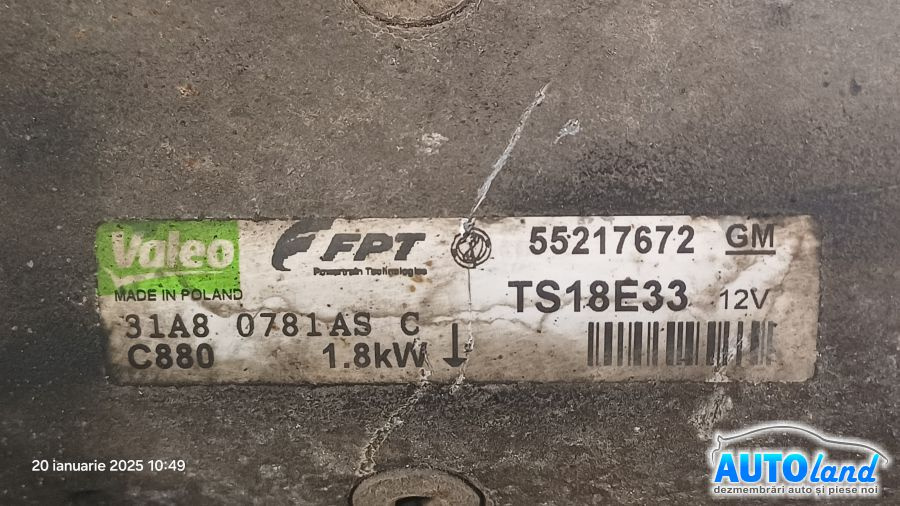 Valeo
FPT
Powertrain Technologies
55217672 GM
MADE IN POLAND
TS18E33 12V
31A8 0781AS C
C880 1.8kW ↓
20 ianuarie 2025 10:49
AUTOland
dezmembrări auto și piese noi